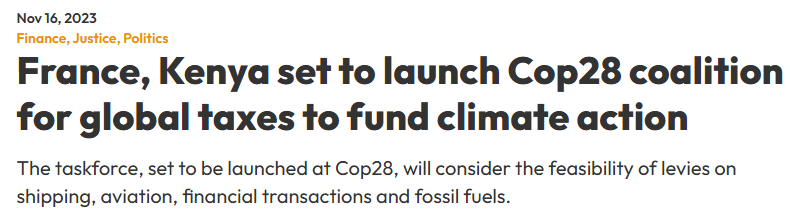 Nov 16, 2023
Finance, Justice, Politics
France, Kenya set to launch Cop28 coalition
for global taxes to fund climate action
The taskforce, set to be launched at Cop28, will consider the feasibility of levies on
shipping, aviation, financial transactions and fossil fuels.